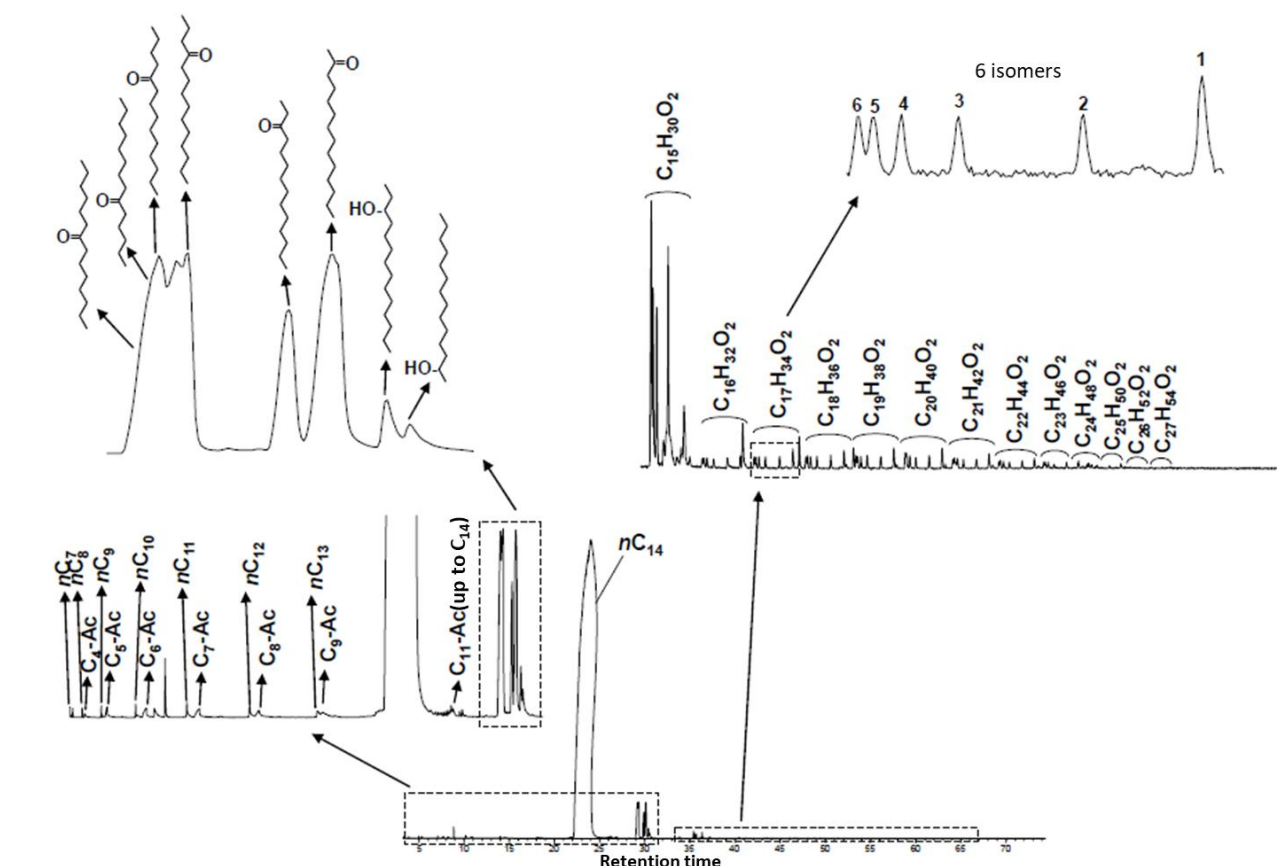 O
O
O
O
O
O
HO-
HO-
6 isomers
6
5
4
3
2
1
C15H30O2
C16H32O2
C17H34O2
C18H36O2
C19H38O2
C20H40O2
C21H42O2
C22H44O2
C23H46O2
C24H48O2
C25H50O2
C26H52O2
C27H54O2
nC7
nC8
nC9
nC10
nC11
nC12
nC13
C4-Ac
C5-Ac
C6-Ac
C7-Ac
C8-Ac
C9-Ac
C11-Ac(up to C14)
nC14
5 10 15 20 25 30 35 40 45 50 55 60 65 70
Retention time